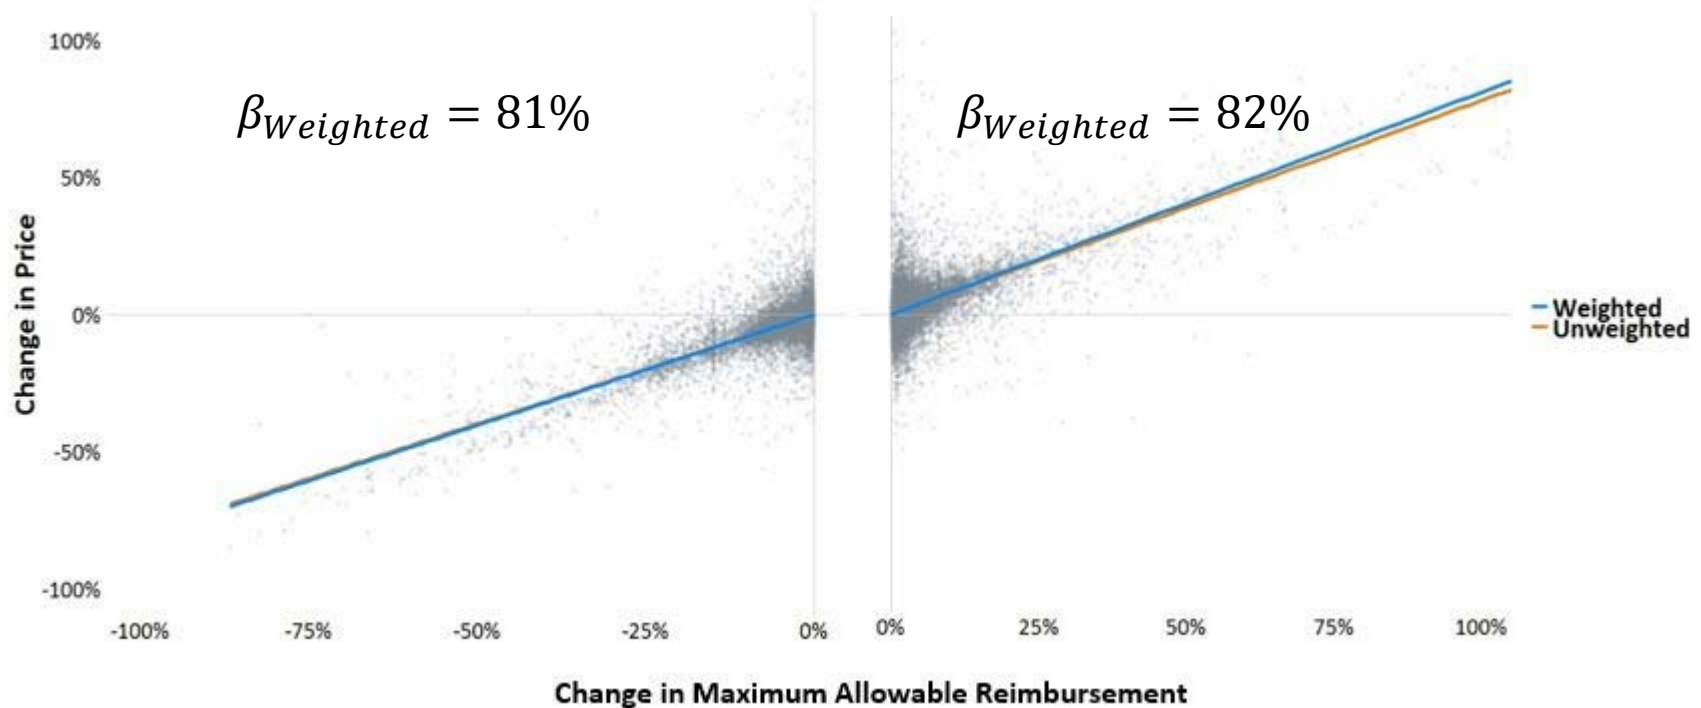 100%
50%
0%
-50%
-100%
Change in Price
β_Weighted = 81%
β_Weighted = 82%
Weighted
Unweighted
-100% -75% -50% -25% 0% 0% 25% 50% 75% 100%
Change in Maximum Allowable Reimbursement